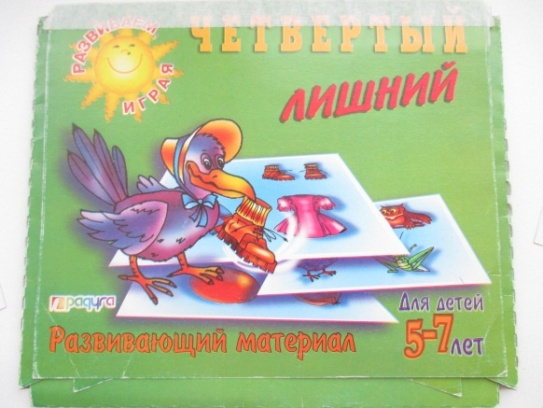 РАЗВИВАЕМ
ИГРАЯ
ЧЕТВЕРТЫЙ
ЛИШНИЙ
радуга
Для детей
5-7 лет
Развивающий материал